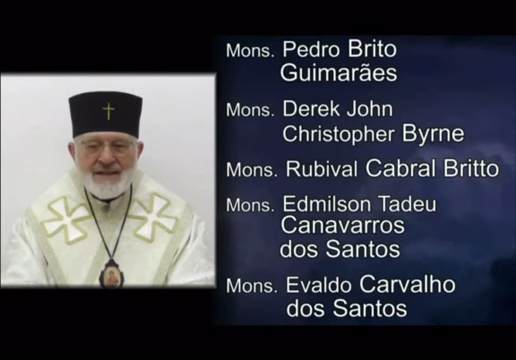 Mons. Pedro Brito
Guimarães
Mons. Derek John
Christopher Byrne
Mons. Rubival Cabral Britto
Mons. Edmilson Tadeu
Canavarros
dos Santos
Mons. Evaldo Carvalho
dos Santos